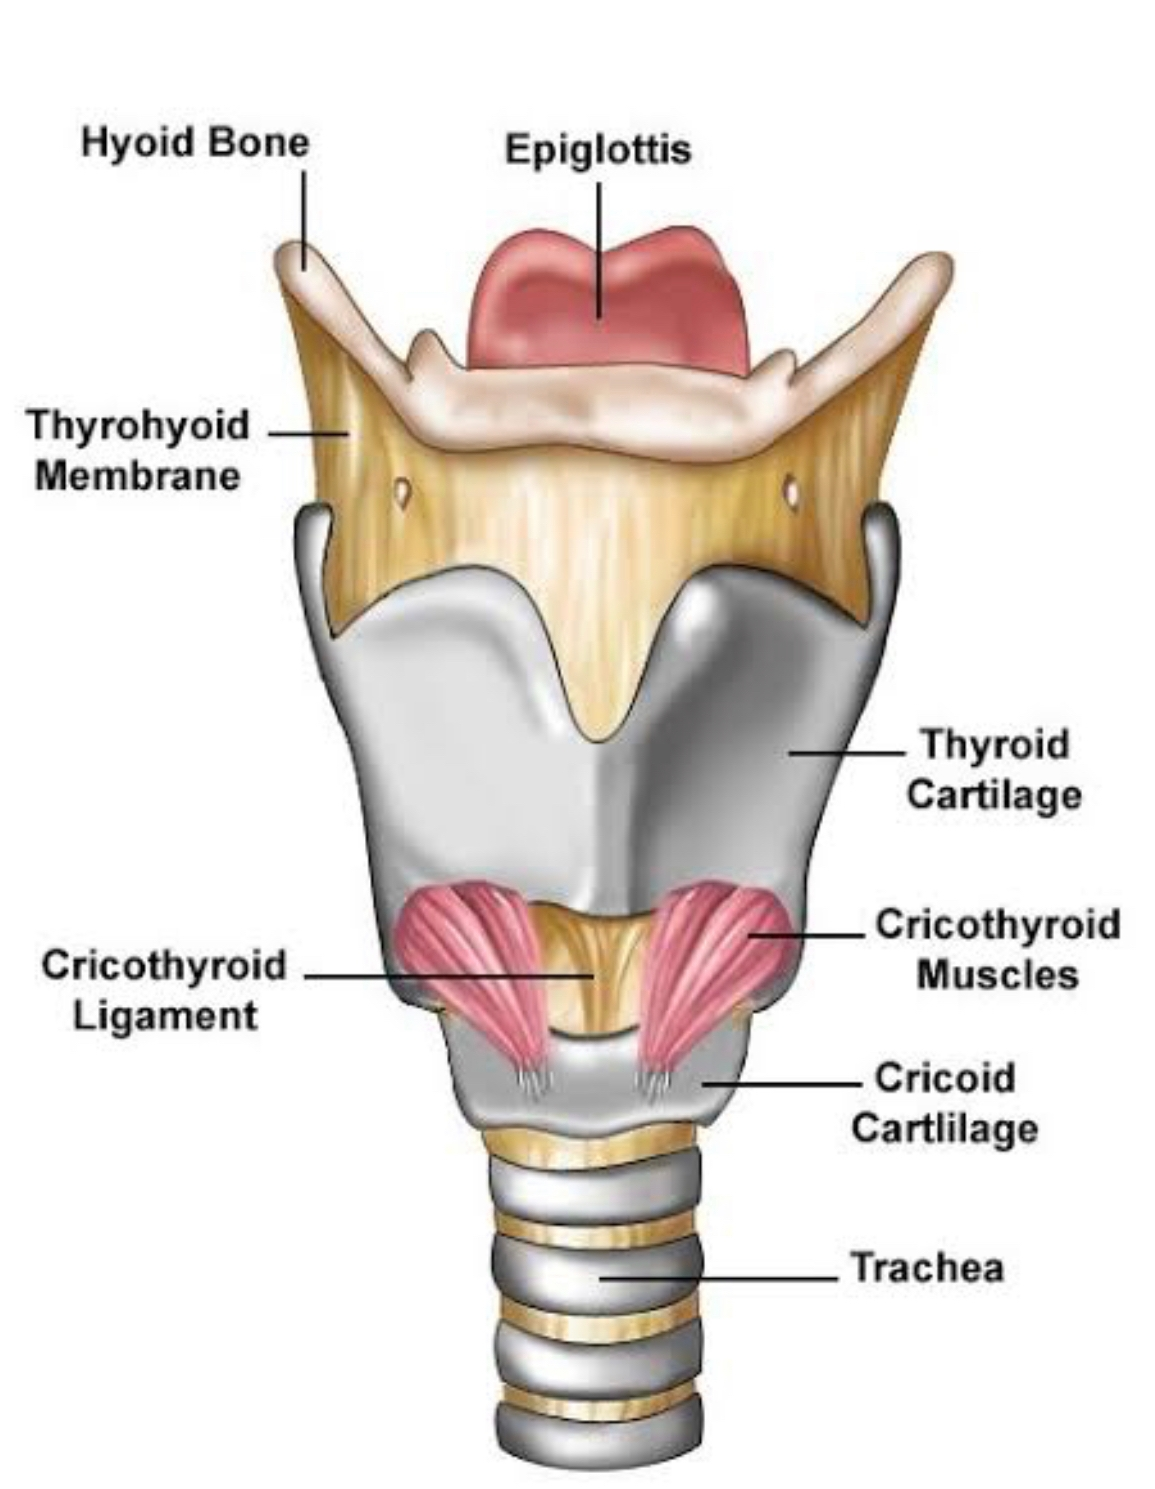 Hyoid Bone
Epiglottis
Thyrohyoid
Membrane
Thyroid
Cartilage
Cricothyroid
Muscles
Cricothyroid
Ligament
Cricoid
Cartlilage
Trachea